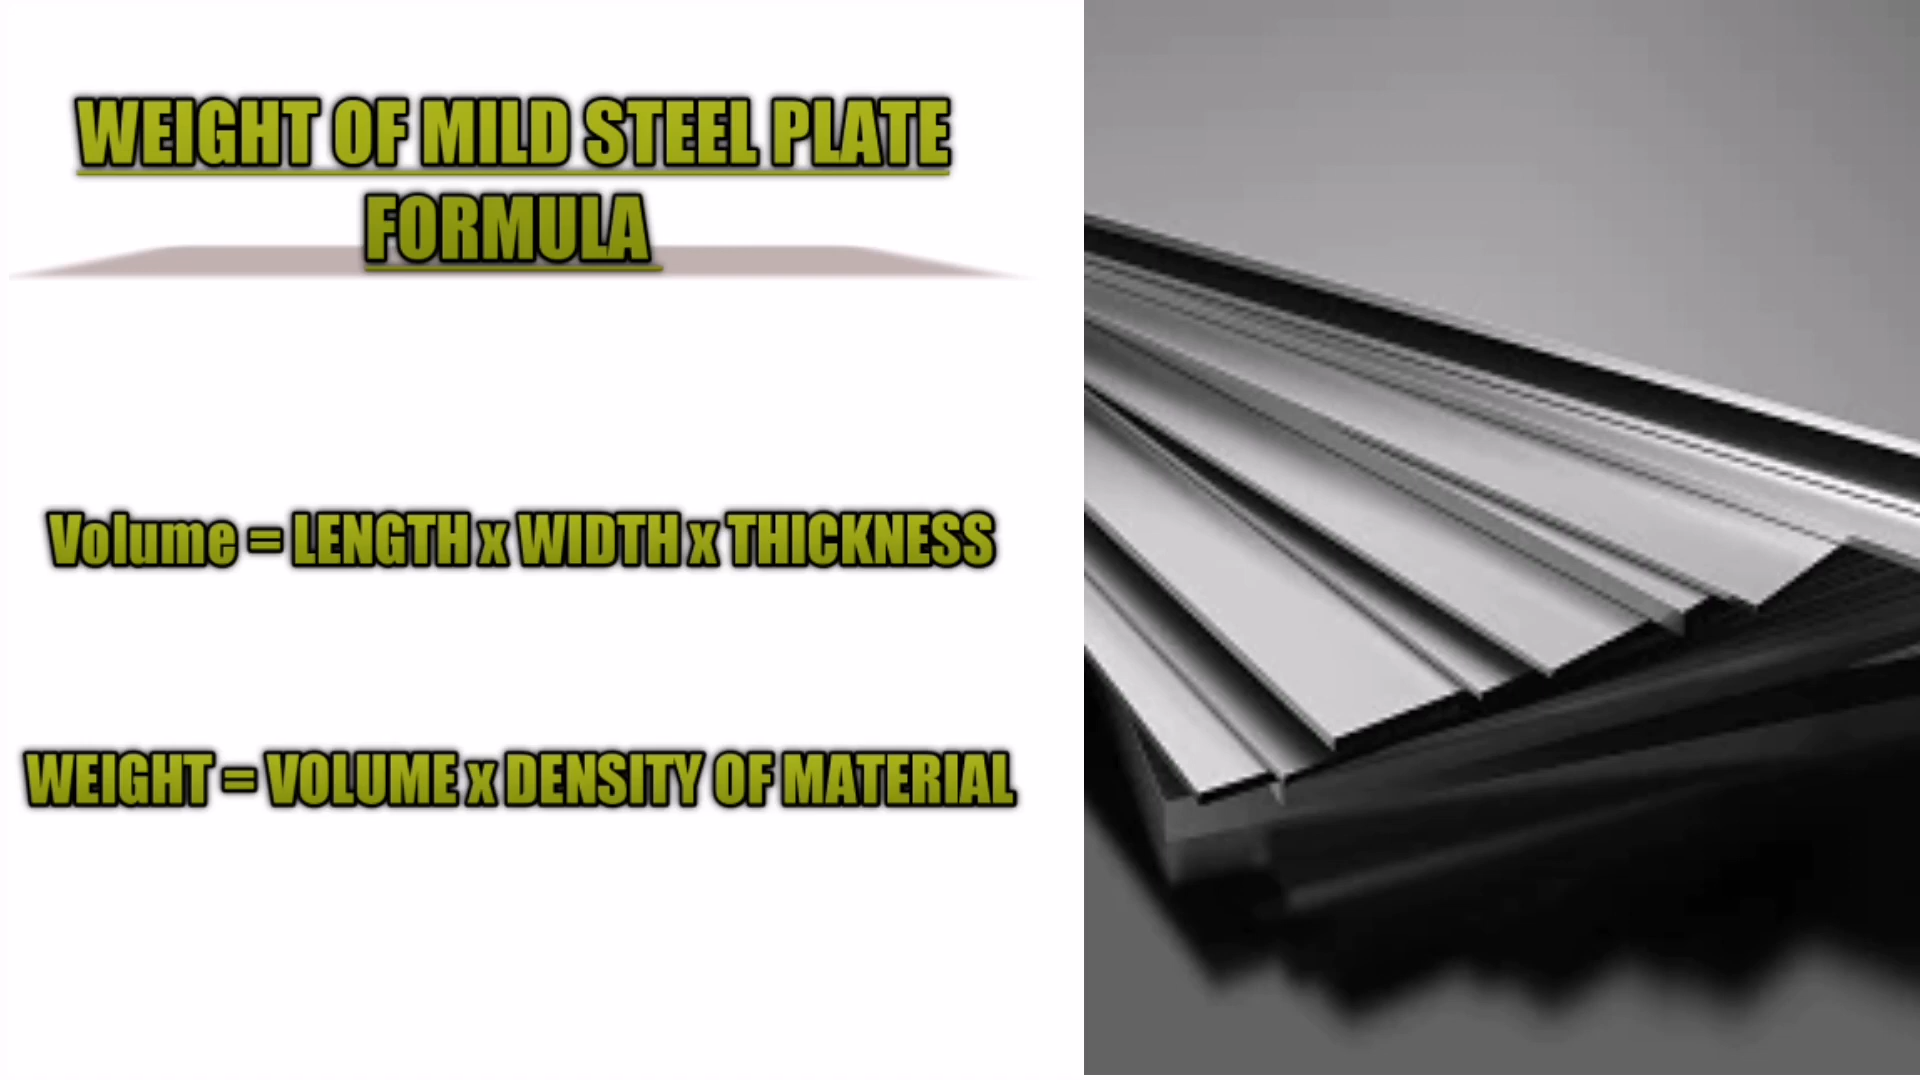 WEIGHT OF MILD STEEL PLATE
FORMULA
Volume = LENGTH x WIDTH x THICKNESS
WEIGHT = VOLUME x DENSITY OF MATERIAL